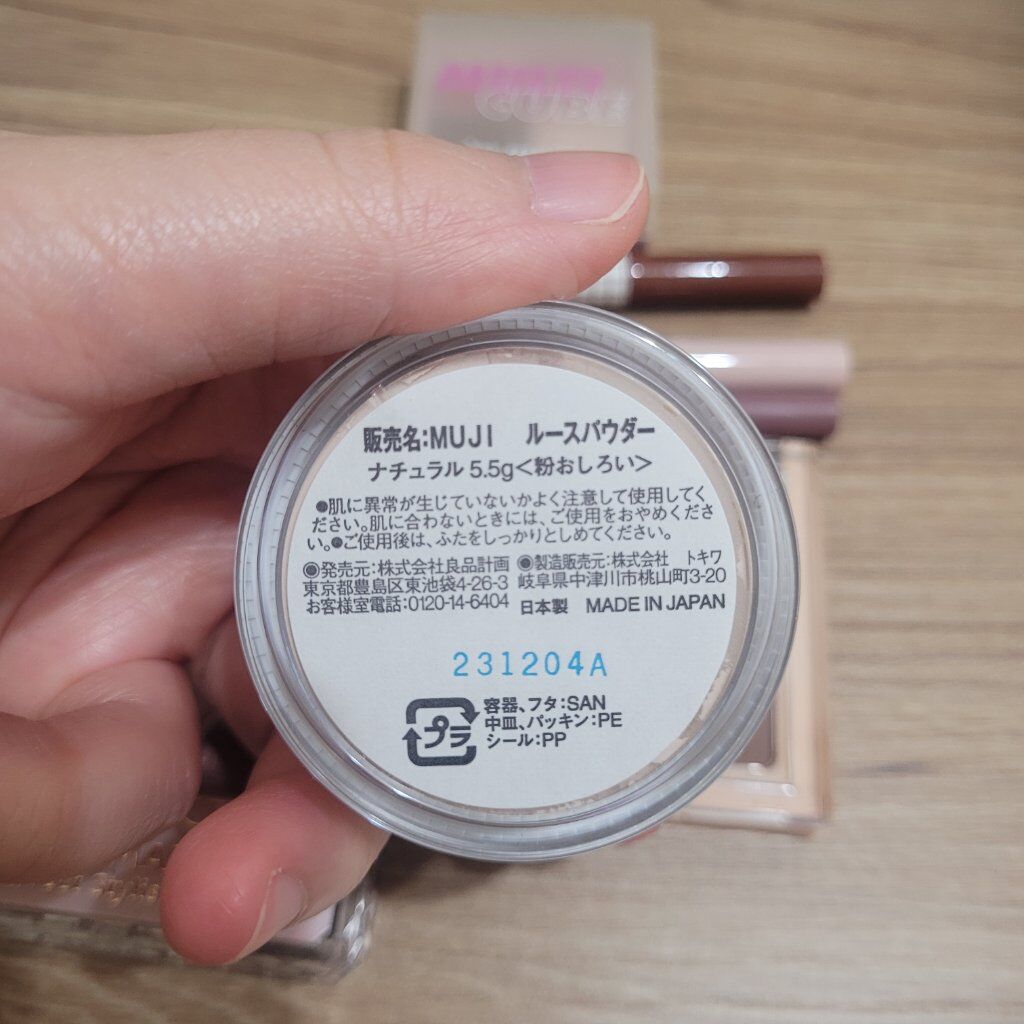 CUBE
販売名:MUJI ルースパウダー
ナチュラル 5.5g<粉おしろい>
●肌に異常が生じていないかよく注意して使用してく
ださい。肌に合わないときには、ご使用をおやめくださ
い。●ご使用後は、ふたをしっかりとしめてください。
◉発売元:株式会社良品計画
東京都豊島区東池袋4-26-3
お客様室電話:0120-14-6404
◉製造販売元:株式会社 トキワ
岐阜県中津川市桃山町3-20
日本製 MADE IN JAPAN
231204A
プラ
容器、フタ:SAN
中皿、パッキン:PE
シール:PP